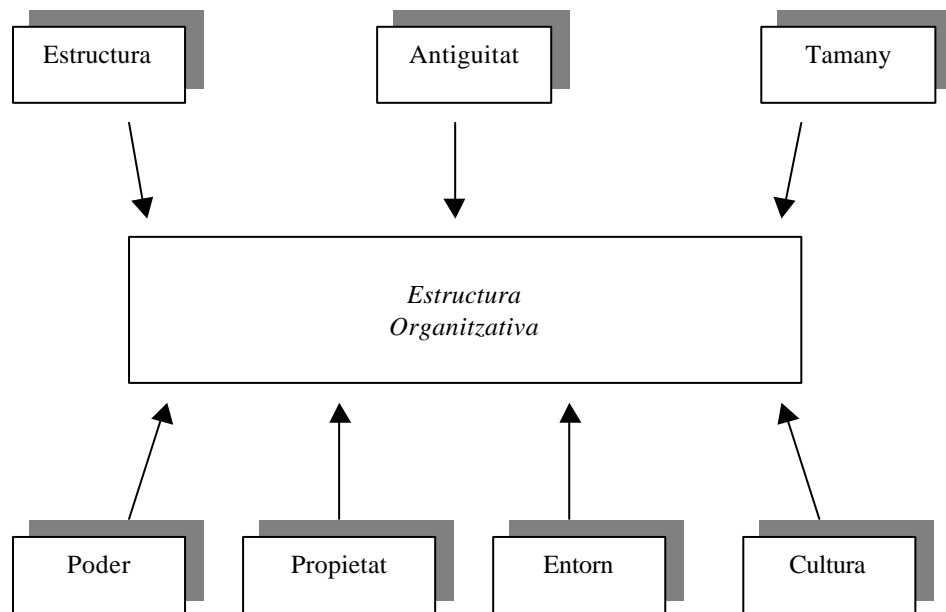 Estructura
Antiguitat
Tamany
Estructura
Organitzativa
Poder
Propietat
Entorn
Cultura